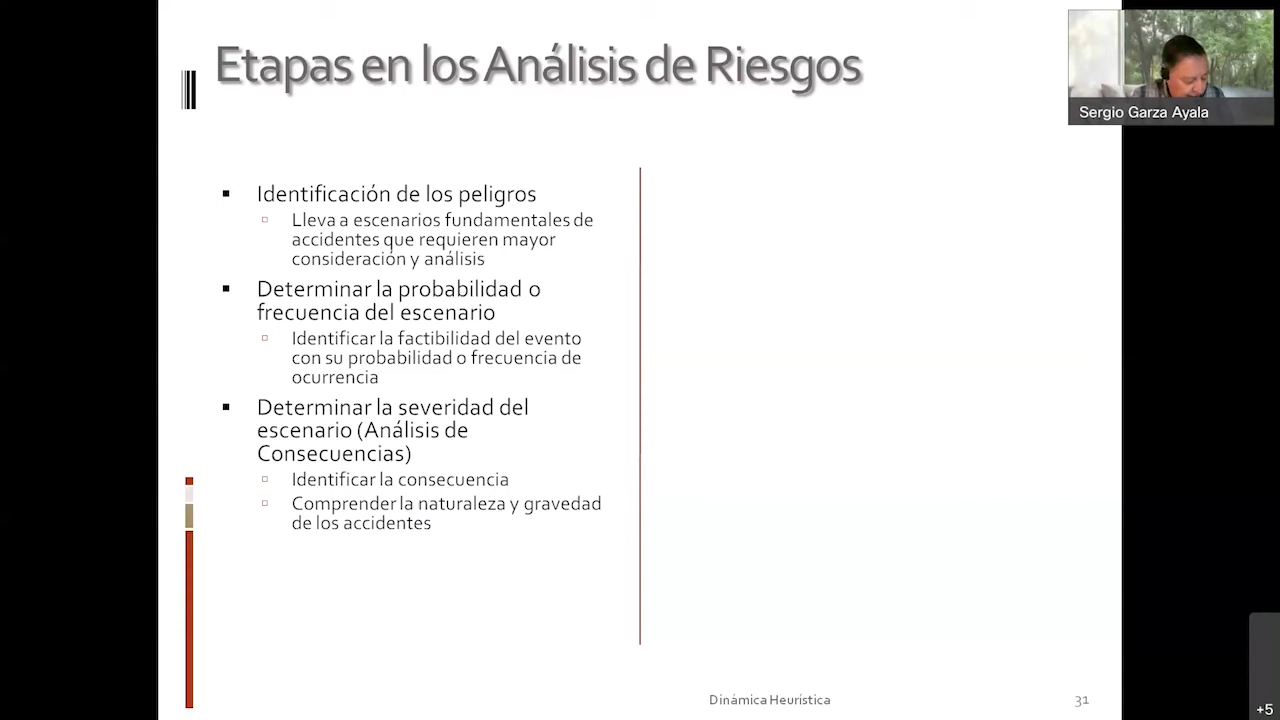 Etapas en los Análisis de Riesgos
Sergio Garza Ayala
Identificación de los peligros
Lleva a escenarios fundamentales de
accidentes que requieren mayor
consideración y análisis
Determinar la probabilidad o
frecuencia del escenario
Identificar la factibilidad del evento
con su probabilidad o frecuencia de
ocurrencia
Determinar la severidad del
escenario (Análisis de
Consecuencias)
Identificar la consecuencia
Comprender la naturaleza y gravedad
de los accidentes
Dinámica Heurística
31
+5